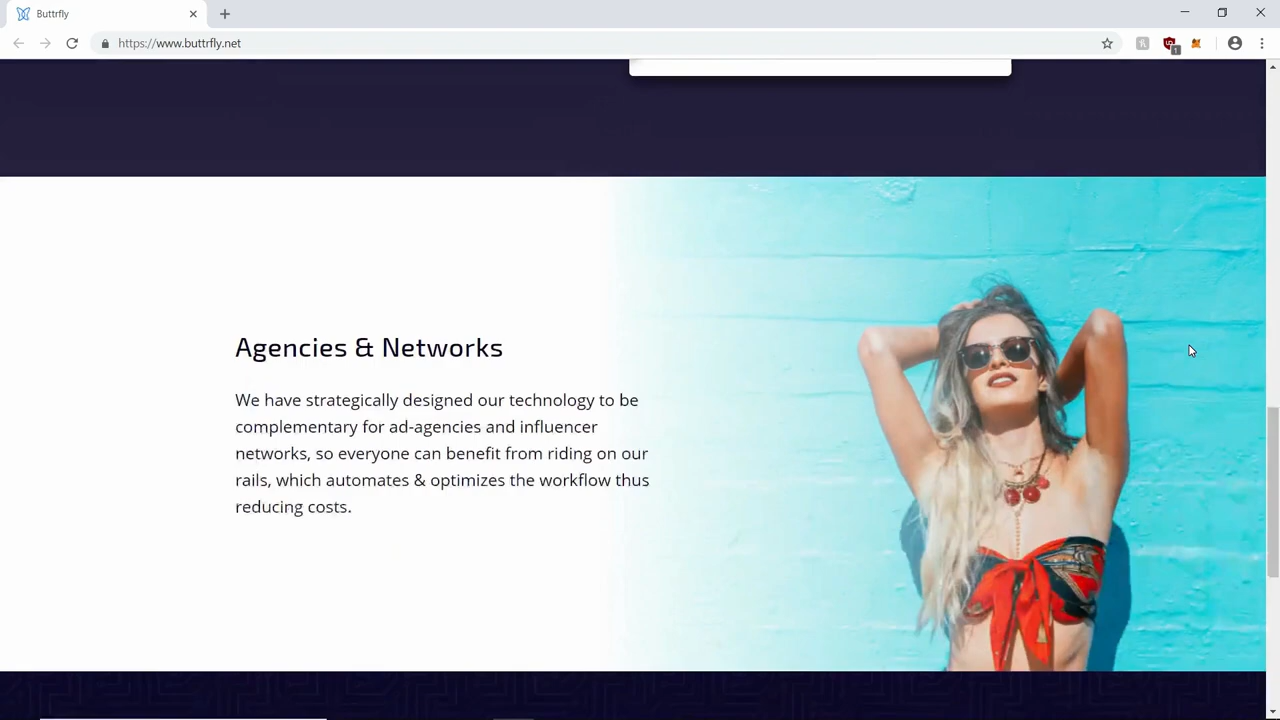 Buttrfly
https://www.buttrfly.net
1
Agencies & Networks
We have strategically designed our technology to be
complementary for ad-agencies and influencer
networks, so everyone can benefit from riding on our
rails, which automates & optimizes the workflow thus
reducing costs.